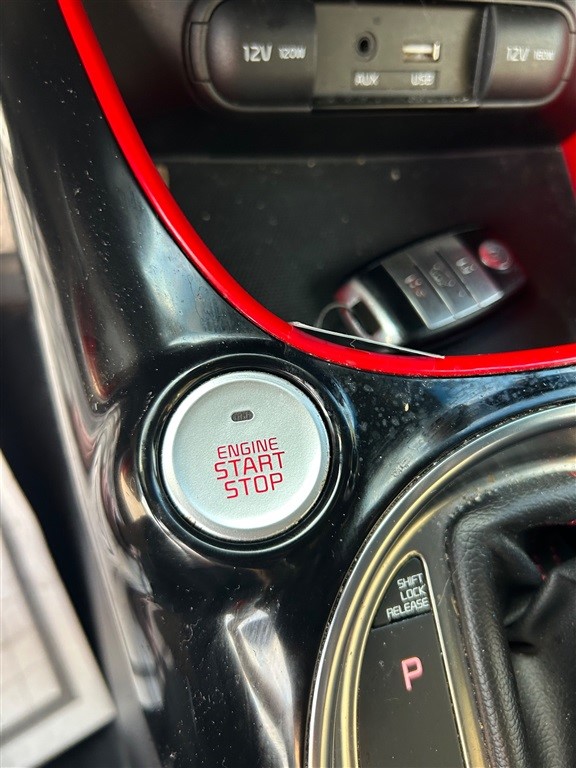 12V 120W
AUX
USB
12V 180W
ENGINE
START
STOP
SHIFT
LOCK
RELEASE
P